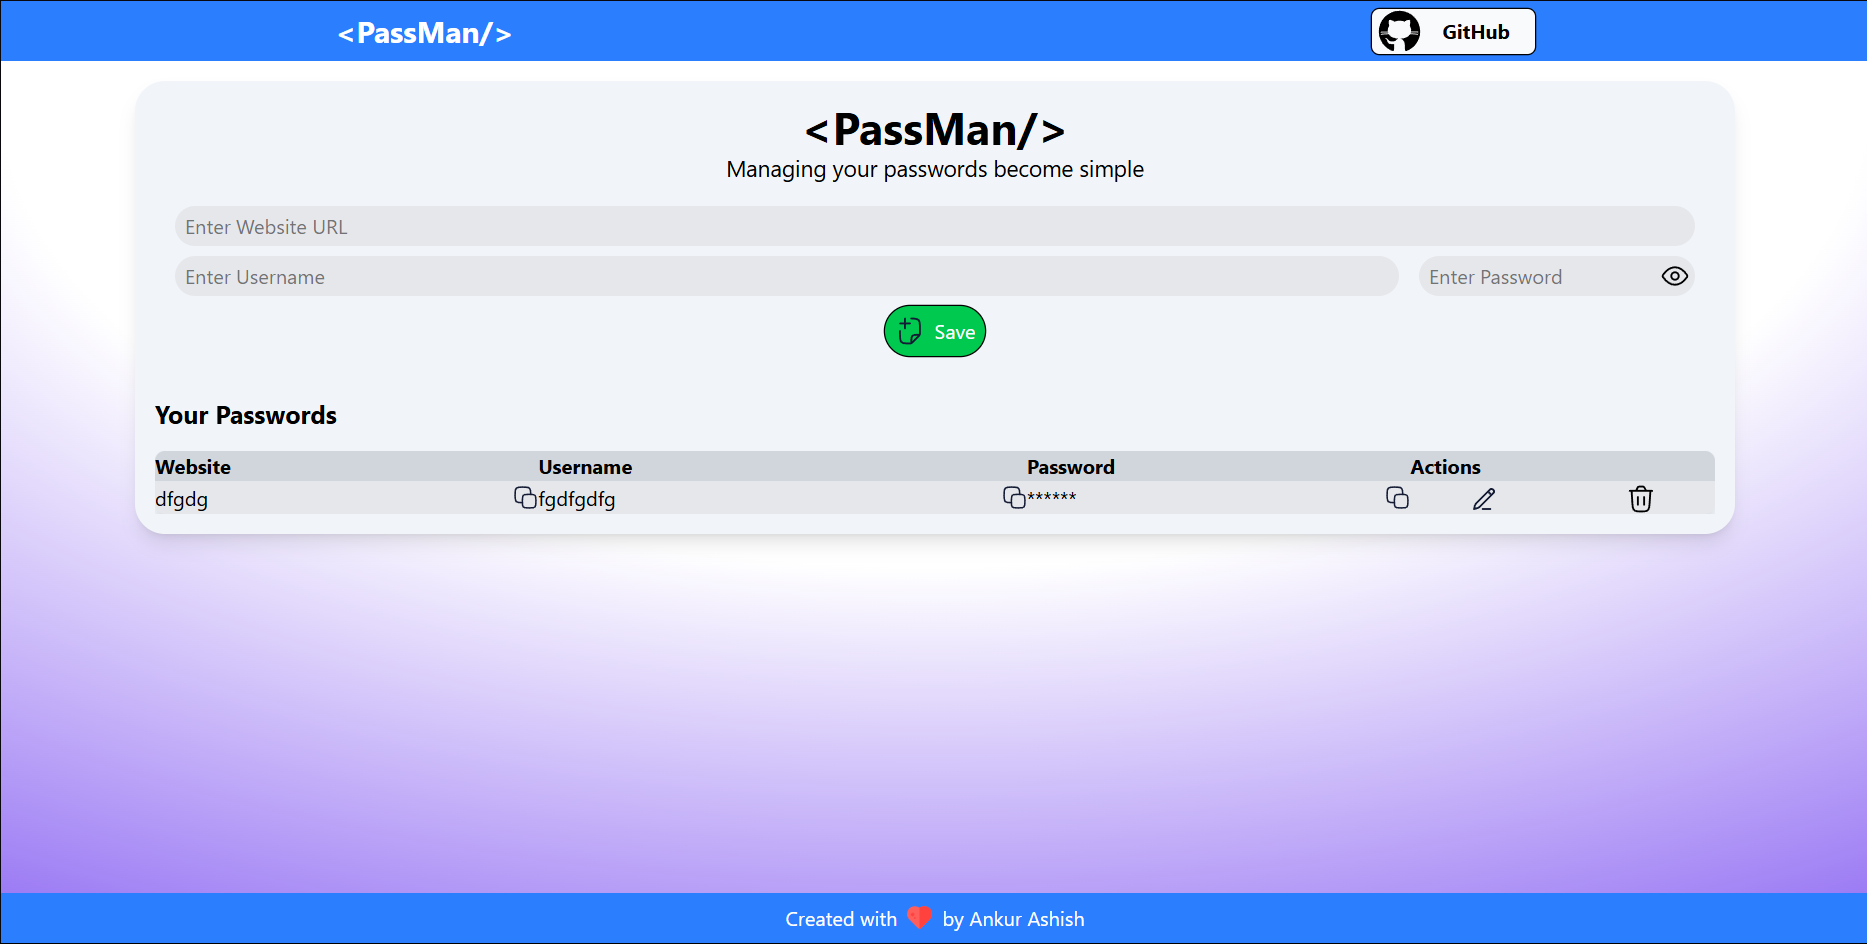 <PassMan/>
GitHub
<PassMan/>
Managing your passwords become simple
Enter Website URL
Enter Username
Enter Password
Save
Your Passwords
Website Username Password Actions
dfgdg fgdfgdfg ******
Created with ❤️ by Ankur Ashish